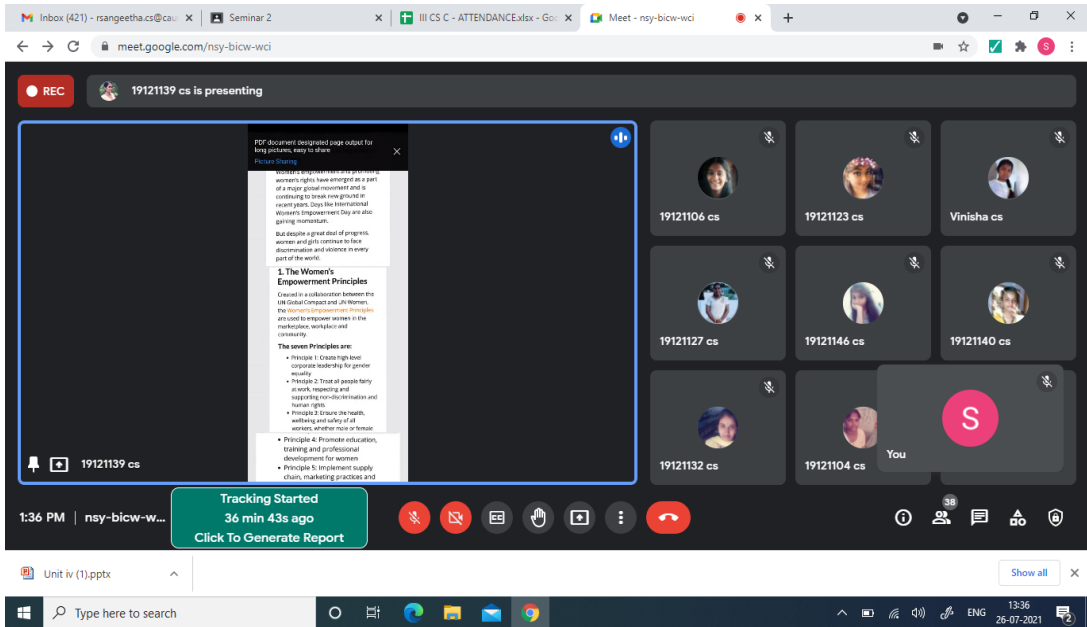 Inbox (421) - rsangeetha.cs@cau
Seminar 2
III CS C - ATTENDANCE.xlsx - Goo
Meet - nsy-bicw-wci
meet.google.com/nsy-bicw-wci
S
REC
19121139 cs is presenting
PDF document designated page output for
long pictures, easy to share
Picture Sharing
Women's empowerment and promoting
women's rights have emerged as a part
of a major global movement and is
continuing to break new ground in
recent years. Days like International
Women's Empowerment Day are also
gaining momentum.
But despite a great deal of progress,
women and girls continue to face
discrimination and violence in every
part of the world.
1. The Women's
Empowerment Principles
Created in a collaboration between the
UN Global Compact and UN Women,
the Women's Empowerment Principles
are used to empower women in the
marketplace, workplace and
community.
The seven Principles are:
• Principle 1: Create high-level
corporate leadership for gender
equality
• Principle 2: Treat all people fairly
at work, respecting and
supporting non-discrimination and
human rights
• Principle 3: Ensure the health,
wellbeing and safety of all
workers, whether male or female
• Principle 4: Promote education,
training and professional
development for women
• Principle 5: Implement supply
chain, marketing practices and
19121139 cs
19121106 cs
19121123 cs
Vinisha cs
19121127 cs
19121146 cs
19121140 cs
19121132 cs
19121104 cs
S
You
1:36 PM | nsy-bicw-w...
Tracking Started
36 min 43s ago
Click To Generate Report
CC
38
Unit iv (1).pptx
Show all
Type here to search
ENG
13:36
26-07-2021
2